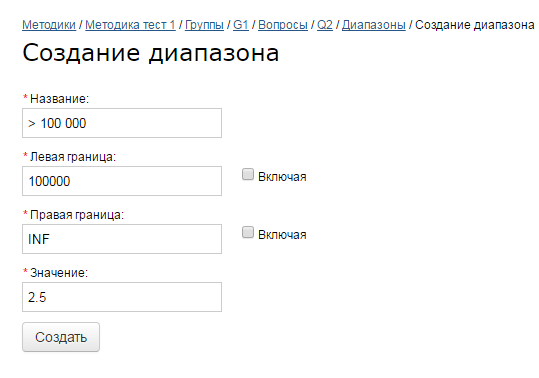 Методики / Методика тест 1 / Группы / G1 / Вопросы / Q2 / Диапазоны / Создание диапазона
Создание диапазона
* Название:
> 100 000
* Левая граница:
100000
Включая
* Правая граница:
INF
Включая
* Значение:
2.5
Создать